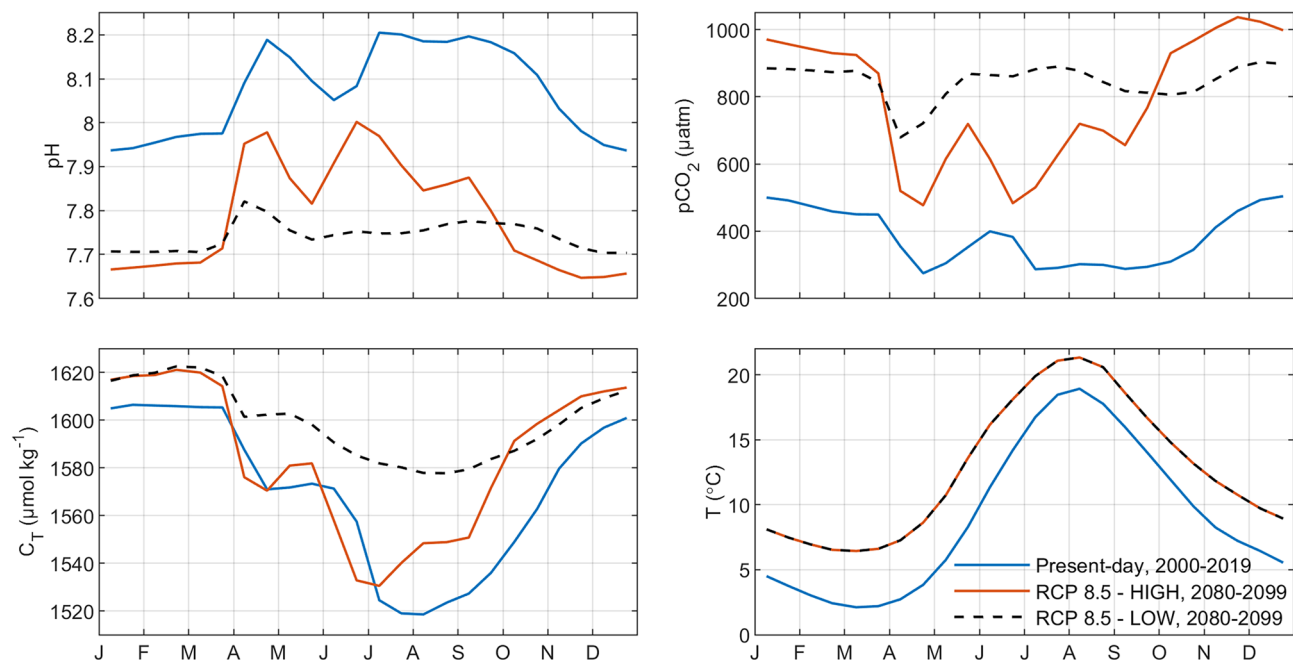 8.2
8.1
8
7.9
7.8
7.7
7.6
pH
1000
800
600
400
200
pCO2 (µatm)
1620
1600
1580
1560
1540
1520
CT (µmol kg-1)
J F M A M J J A S O N D
20
15
10
5
0
T (°C)
Present-day, 2000-2019
RCP 8.5 - HIGH, 2080-2099
RCP 8.5 - LOW, 2080-2099
J F M A M J J A S O N D